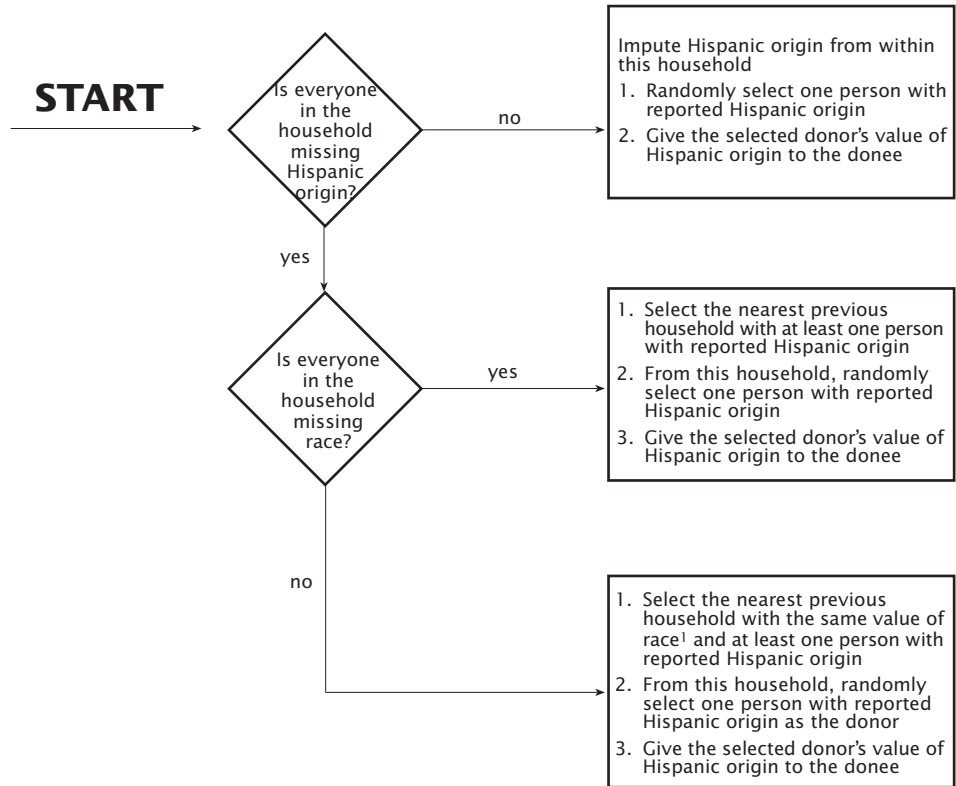 START
Is everyone
in the
household
missing
Hispanic
origin?
no
Impute Hispanic origin from within
this household
1. Randomly select one person with
reported Hispanic origin
2. Give the selected donor’s value of
Hispanic origin to the donee
yes
Is everyone
in the
household
missing
race?
yes
1. Select the nearest previous
household with at least one person
with reported Hispanic origin
2. From this household, randomly
select one person with reported
Hispanic origin
3. Give the selected donor’s value of
Hispanic origin to the donee
no
1. Select the nearest previous
household with the same value of
race¹ and at least one person with
reported Hispanic origin
2. From this household, randomly
select one person with reported
Hispanic origin as the donor
3. Give the selected donor’s value of
Hispanic origin to the donee